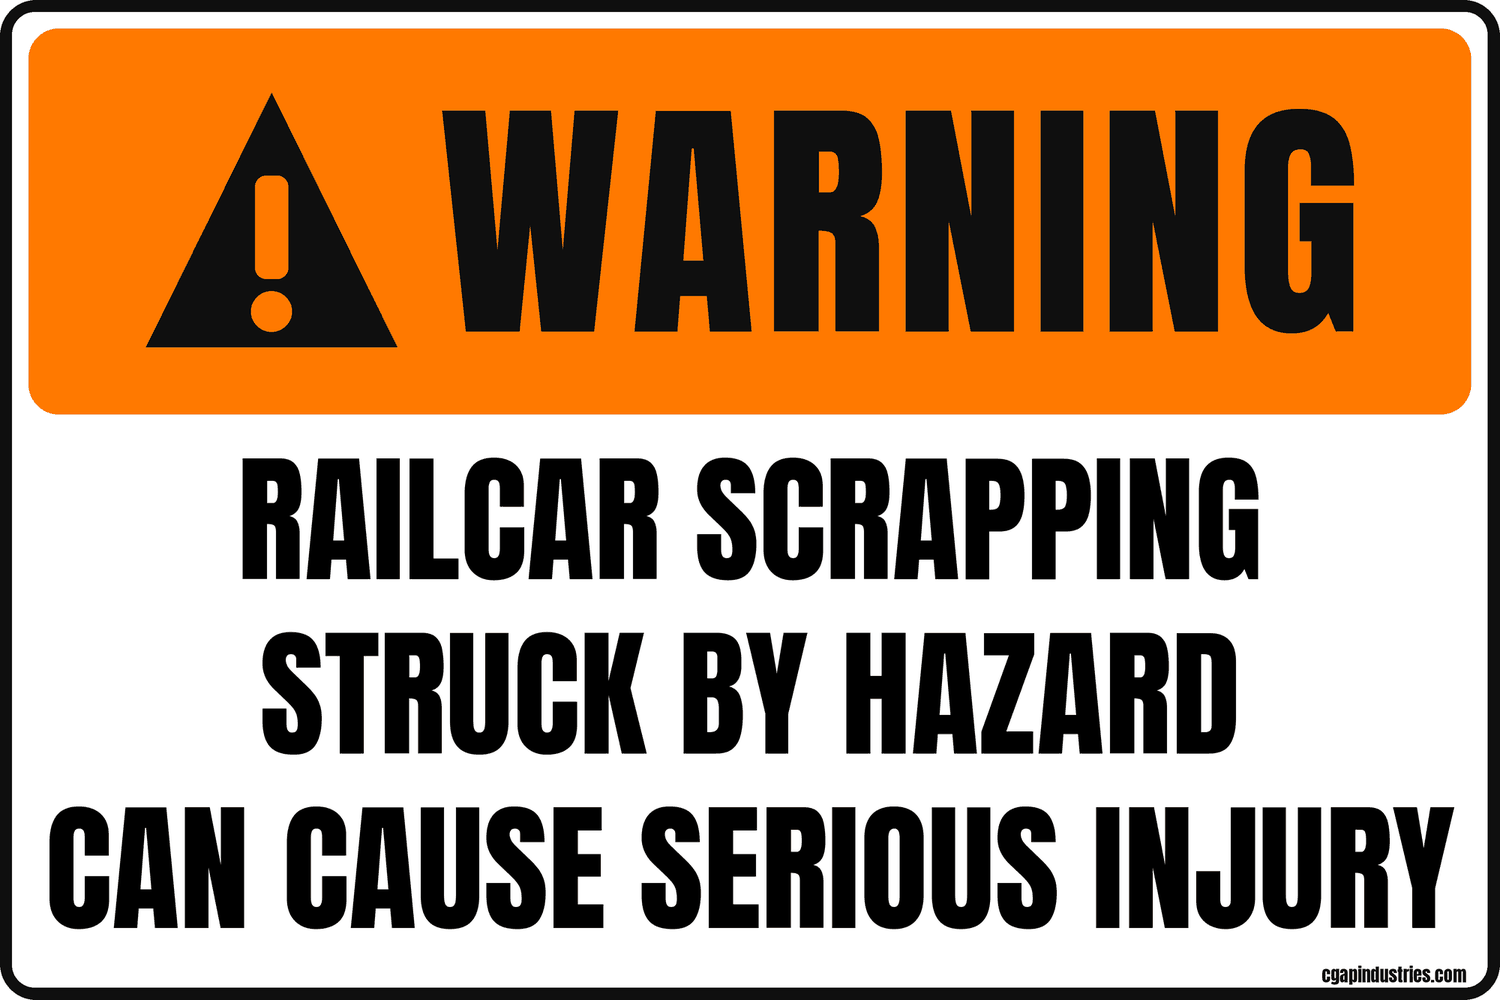 WARNING
RAILCAR SCRAPPING
STRUCK BY HAZARD
CAN CAUSE SERIOUS INJURY
cgapindustries.com